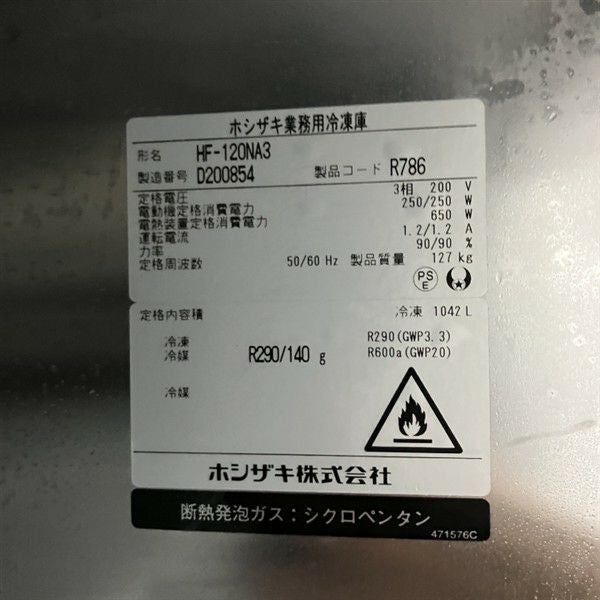 ホシザキ業務用冷凍庫
形名 HF-120NA3
製造番号 D200854 製品コード R786
定格電圧 3相 200 V
電動機定格消費電力 250/250 W
電熱装置定格消費電力 650 W
運転電流 1.2/1.2 A
力率 90/90 %
定格周波数 50/60 Hz 製品質量 127 kg
PS
E
定格内容積 冷凍 1042 L
冷凍 R290(GWP3.3)
冷媒 R290/140 g R600a(GWP20)
冷媒
ホシザキ株式会社
断熱発泡ガス:シクロペンタン
471576C